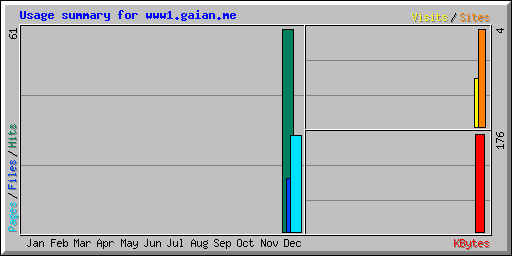 Usage summary for www1.gaian.me
Visits/Sites
61
4
Pages/Files/Hits
176
Jan Feb Mar Apr May Jun Jul Aug Sep Oct Nov Dec
KBytes